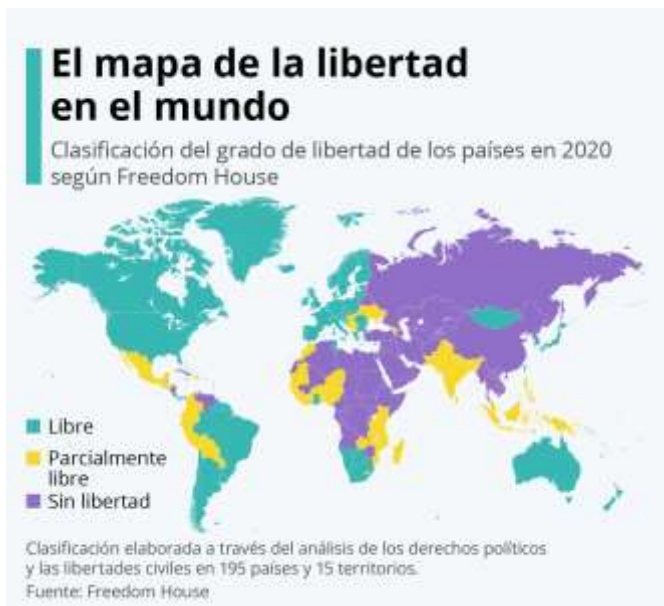 El mapa de la libertad
en el mundo
Clasificación del grado de libertad de los países en 2020
según Freedom House
Libre
Parcialmente
libre
Sin libertad
Clasificación elaborada a través del análisis de los derechos políticos
y las libertades civiles en 195 países y 15 territorios.
Fuente: Freedom House